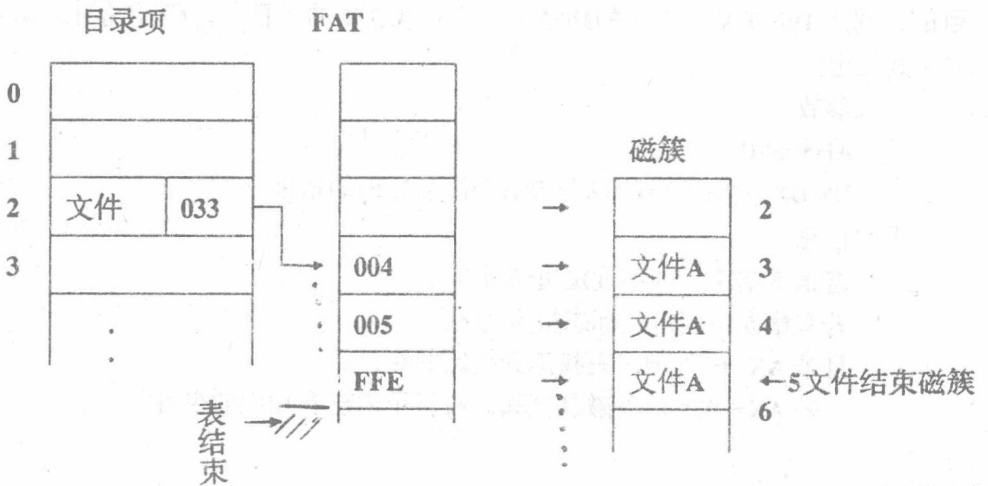 目录项 FAT
0
1 磁簇
2 文件 033 → → 2
3 004 → 文件A 3
005 → 文件A 4
FFE → 文件A ←5文件结束磁簇
6
表结束 →